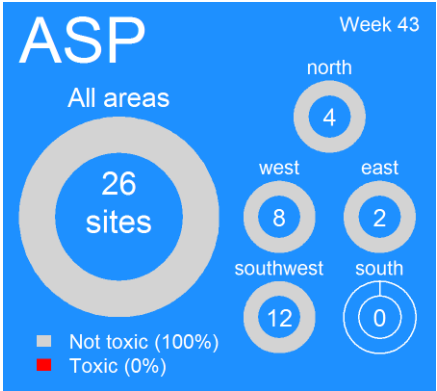 ASP
Week 43
All areas
26
sites
north
4
west
8
east
2
southwest
12
south
0
Not toxic (100%)
Toxic (0%)